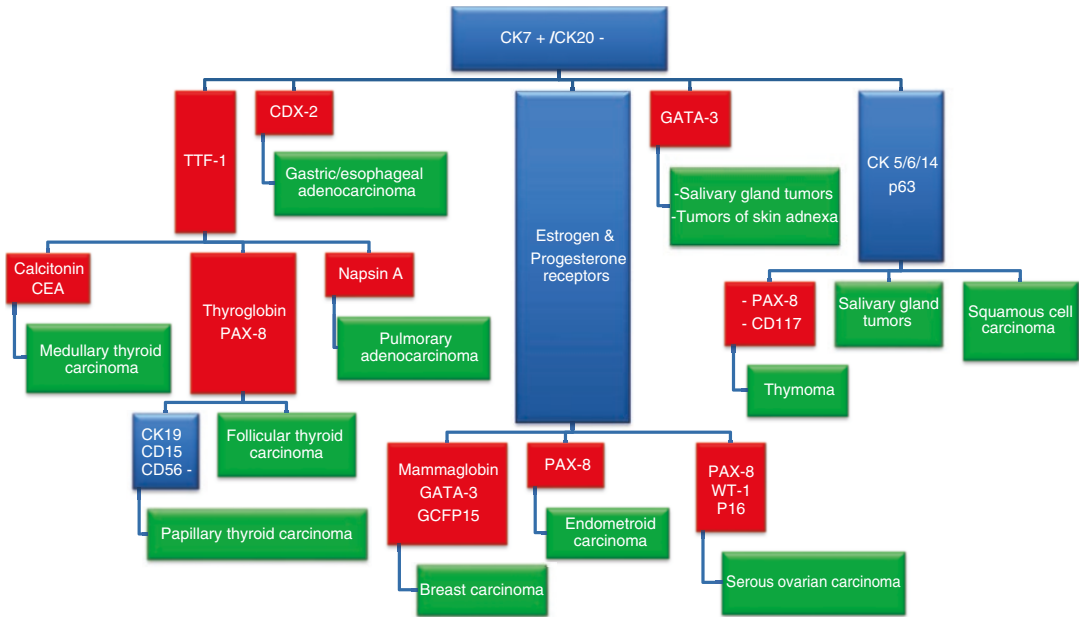 CK7 + /CK20 -
TTF-1
CDX-2
Gastric/esophageal
adenocarcinoma
Estrogen &
Progesterone
receptors
GATA-3
-Salivary gland tumors
-Tumors of skin adnexa
CK 5/6/14
p63
Calcitonin
CEA
Medullary thyroid
carcinoma
Thyroglobin
PAX-8
Napsin A
Pulmorary
adenocarcinoma
- PAX-8
- CD117
Thymoma
Salivary gland
tumors
Squamous cell
carcinoma
CK19
CD15
CD56 -
Papillary thyroid carcinoma
Follicular thyroid
carcinoma
Mammaglobin
GATA-3
GCFP15
Breast carcinoma
PAX-8
Endometroid
carcinoma
PAX-8
WT-1
P16
Serous ovarian carcinoma